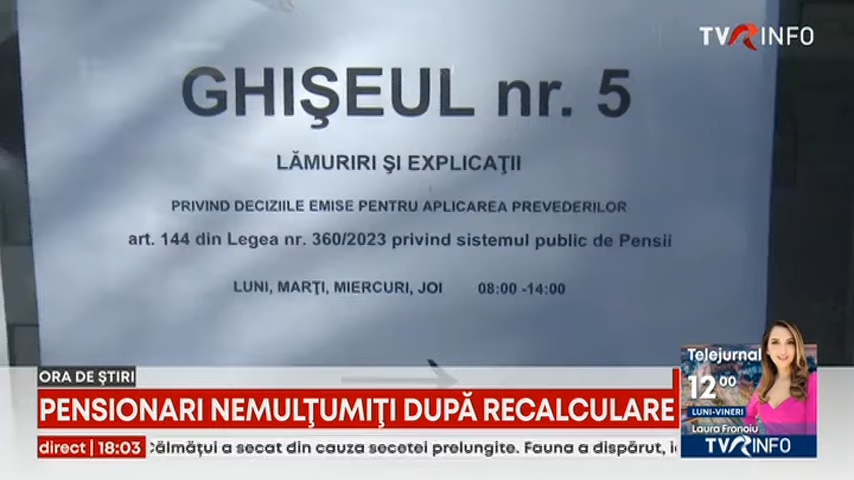 TVR INFO
GHIŞEUL nr. 5
LĂMURIRI ŞI EXPLICAŢII
PRIVIND DECIZIILE EMISE PENTRU APLICAREA PREVEDERILOR
art. 144 din Legea nr. 360/2023 privind sistemul public de Pensii
LUNI, MARŢI, MIERCURI, JOI 08:00 -14:00
ORA DE ŞTIRI
PENSIONARI NEMULŢUMIŢI DUPĂ RECALCULARE
direct | 18:03 Călmăţui a secat din cauza secetei prelungite. Fauna a dispărut,
Telejurnal
12 00
LUNI-VINERI
Laura Fronoiu
TVR INFO